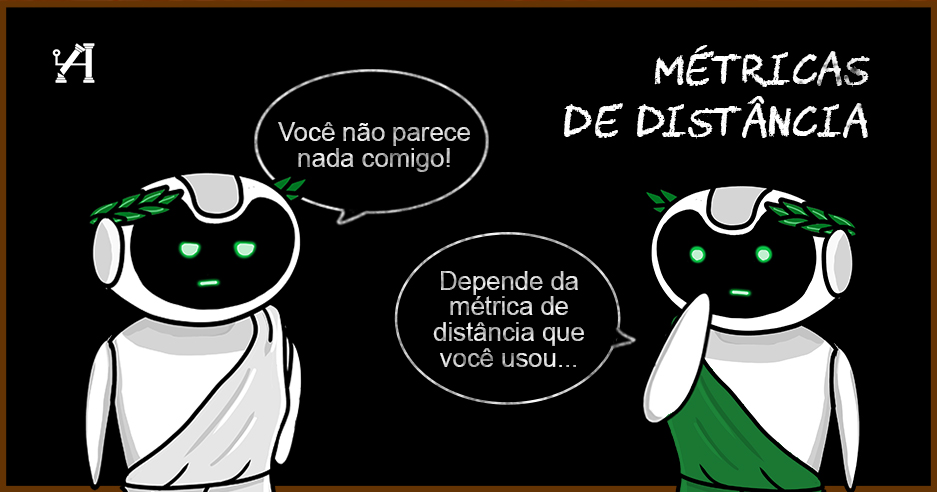 MÉTRICAS
DE DISTÂNCIA
Você não parece
nada comigo!
Depende da
métrica de
distância que
você usou...